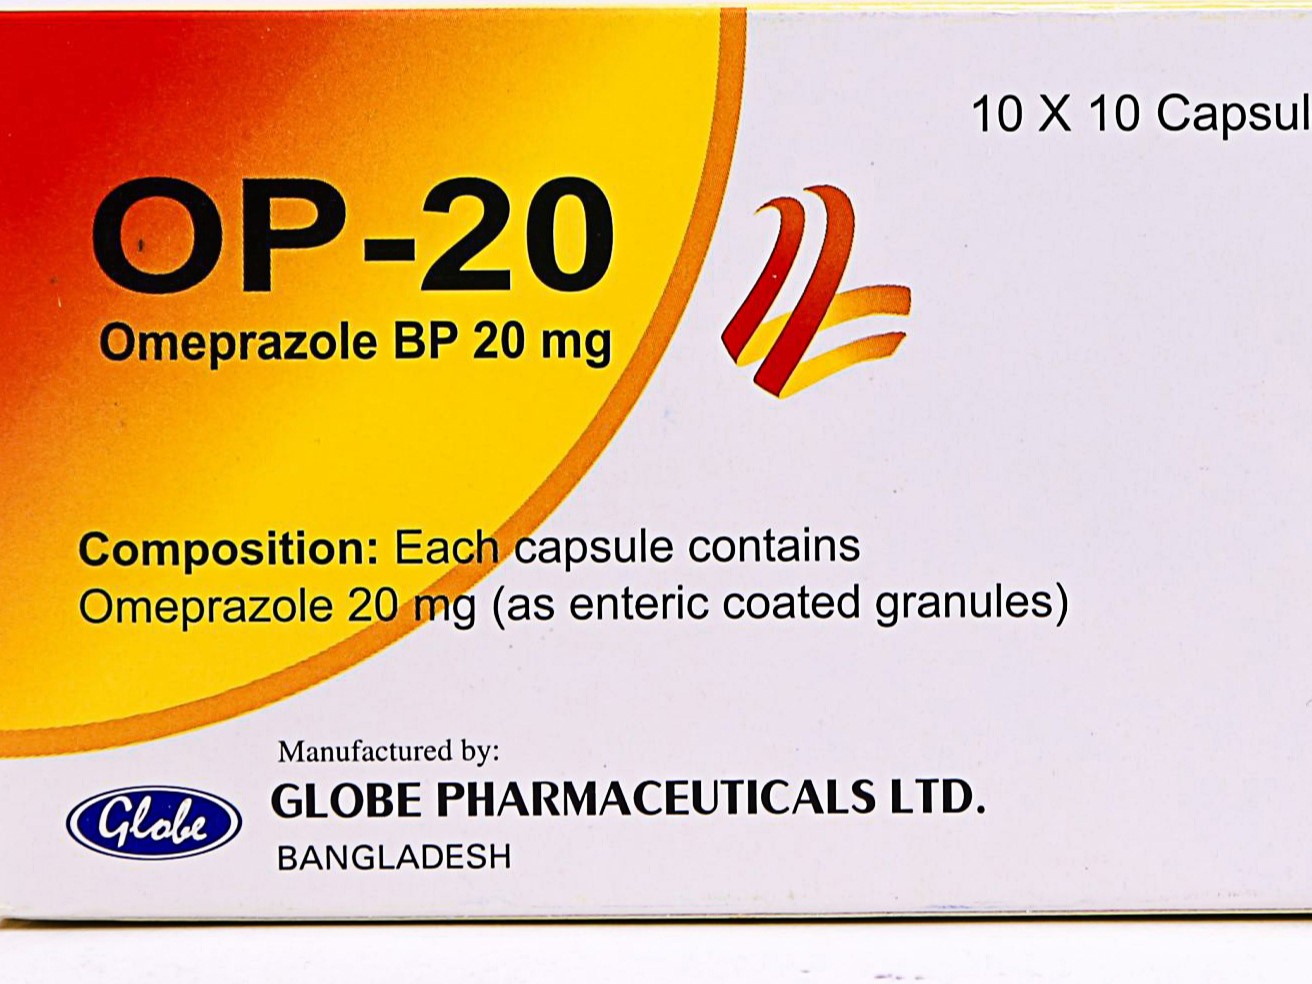 10 X 10 Capsul
OP-20
Omeprazole BP 20 mg
Composition: Each capsule contains
Omeprazole 20 mg (as enteric coated granules)
Manufactured by:
Globe
GLOBE PHARMACEUTICALS LTD.
BANGLADESH